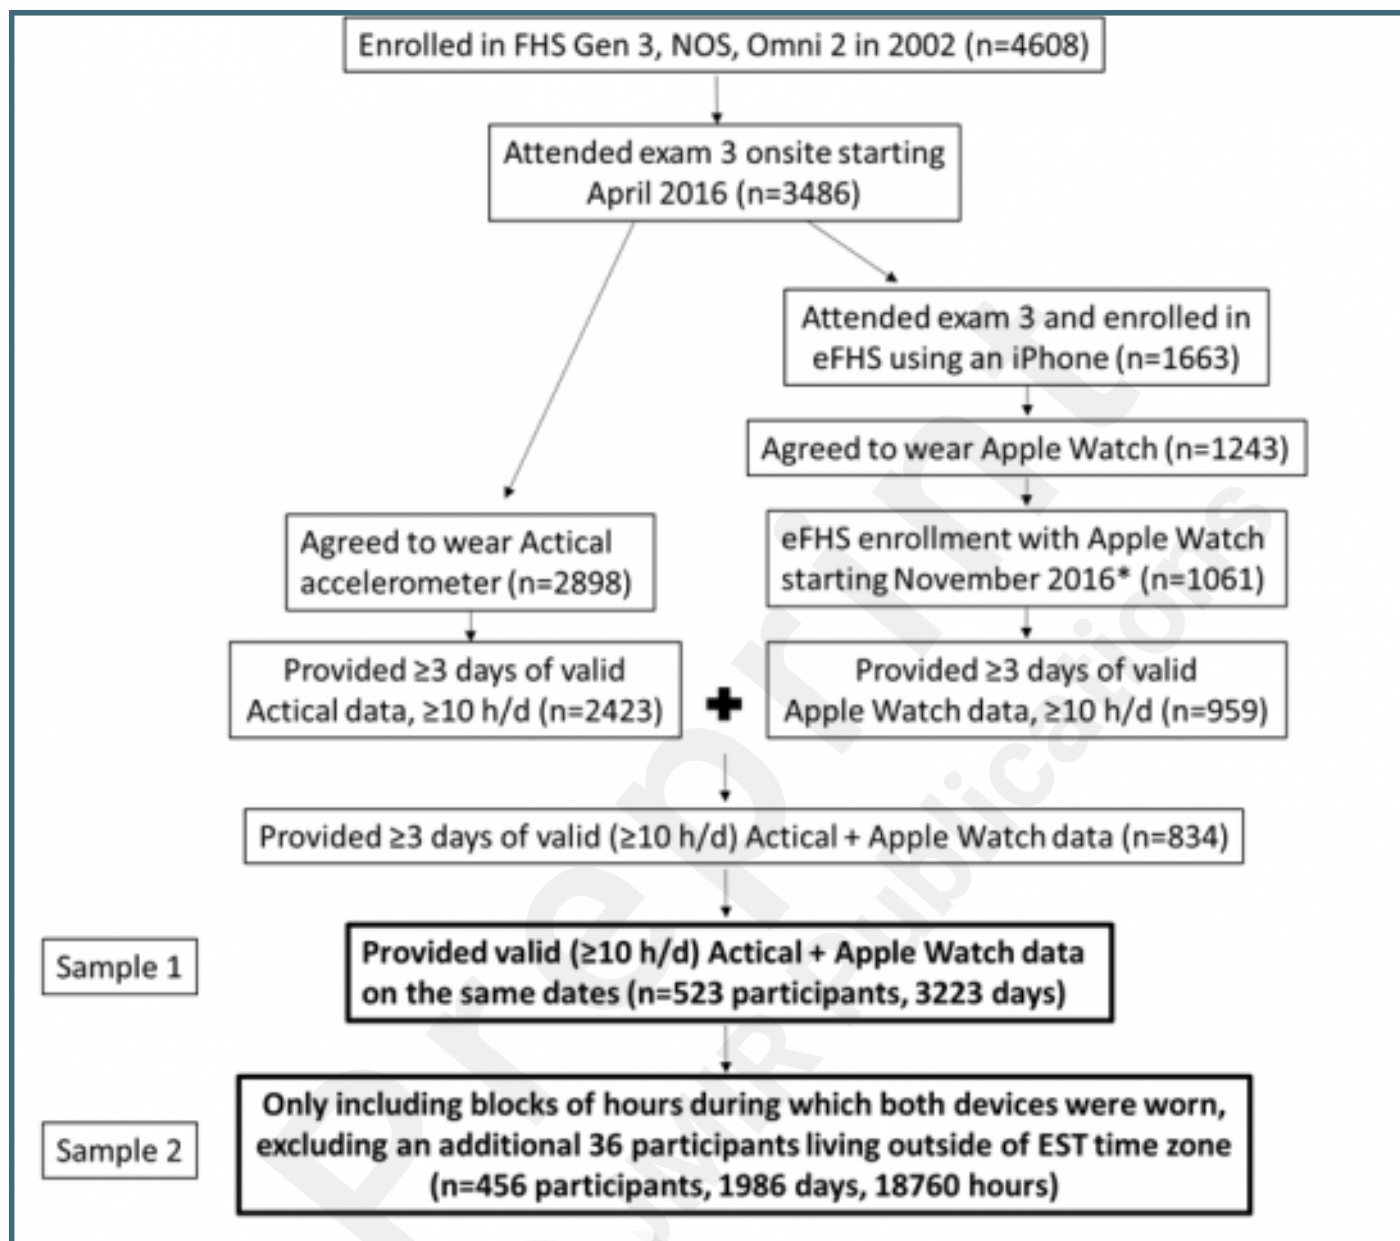 Enrolled in FHS Gen 3, NOS, Omni 2 in 2002 (n=4608)
Attended exam 3 onsite starting
April 2016 (n=3486)
Attended exam 3 and enrolled in
eFHS using an iPhone (n=1663)
Agreed to wear Apple Watch (n=1243)
Agreed to wear Actical
accelerometer (n=2898)
eFHS enrollment with Apple Watch
starting November 2016* (n=1061)
Provided ≥3 days of valid
Actical data, ≥10 h/d (n=2423)
Provided ≥3 days of valid
Apple Watch data, ≥10 h/d (n=959)
Provided ≥3 days of valid (≥10 h/d) Actical + Apple Watch data (n=834)
Sample 1
Provided valid (≥10 h/d) Actical + Apple Watch data
on the same dates (n=523 participants, 3223 days)
Sample 2
Only including blocks of hours during which both devices were worn,
excluding an additional 36 participants living outside of EST time zone
(n=456 participants, 1986 days, 18760 hours)
Preprint
JMIR Publications